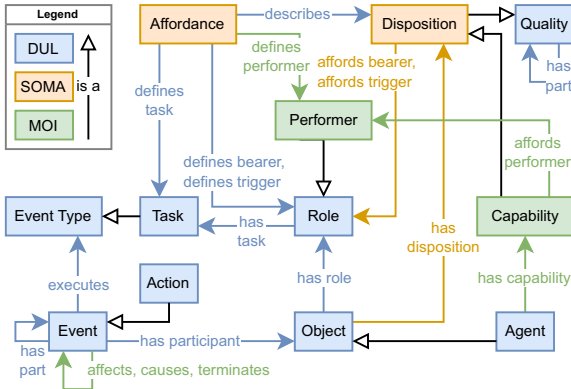 Legend
DUL
SOMA
MOI
is a
Affordance
describes
Disposition
Quality
has
part
defines
performer
affords bearer,
affords trigger
defines
task
Performer
affords
performer
defines bearer,
defines trigger
Event Type
Task
has
task
Role
Capability
has
disposition
executes
Action
has role
has capability
Event
has participant
Object
Agent
has
part
affects, causes, terminates